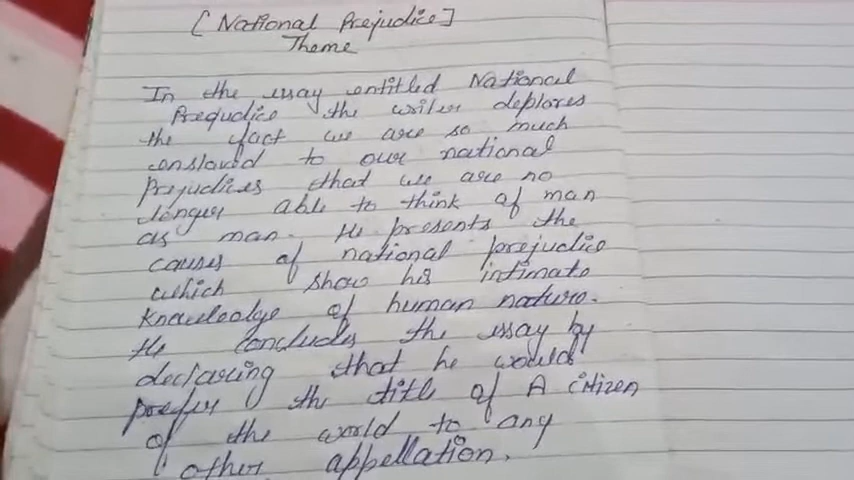 [National Prejudice]
Theme
In the essay entitled National
Prequdice the writer deplores
the fact we are so much
enslaved to our national
Prejudices that we are no
longer able to think of man
as man. He presents the
causes of national prejudice
which show his intimate
knowledge of human nature.
He Concludes the essay by
declaring that he would
prefer the title of A citizen
of the world to any
other appellation.